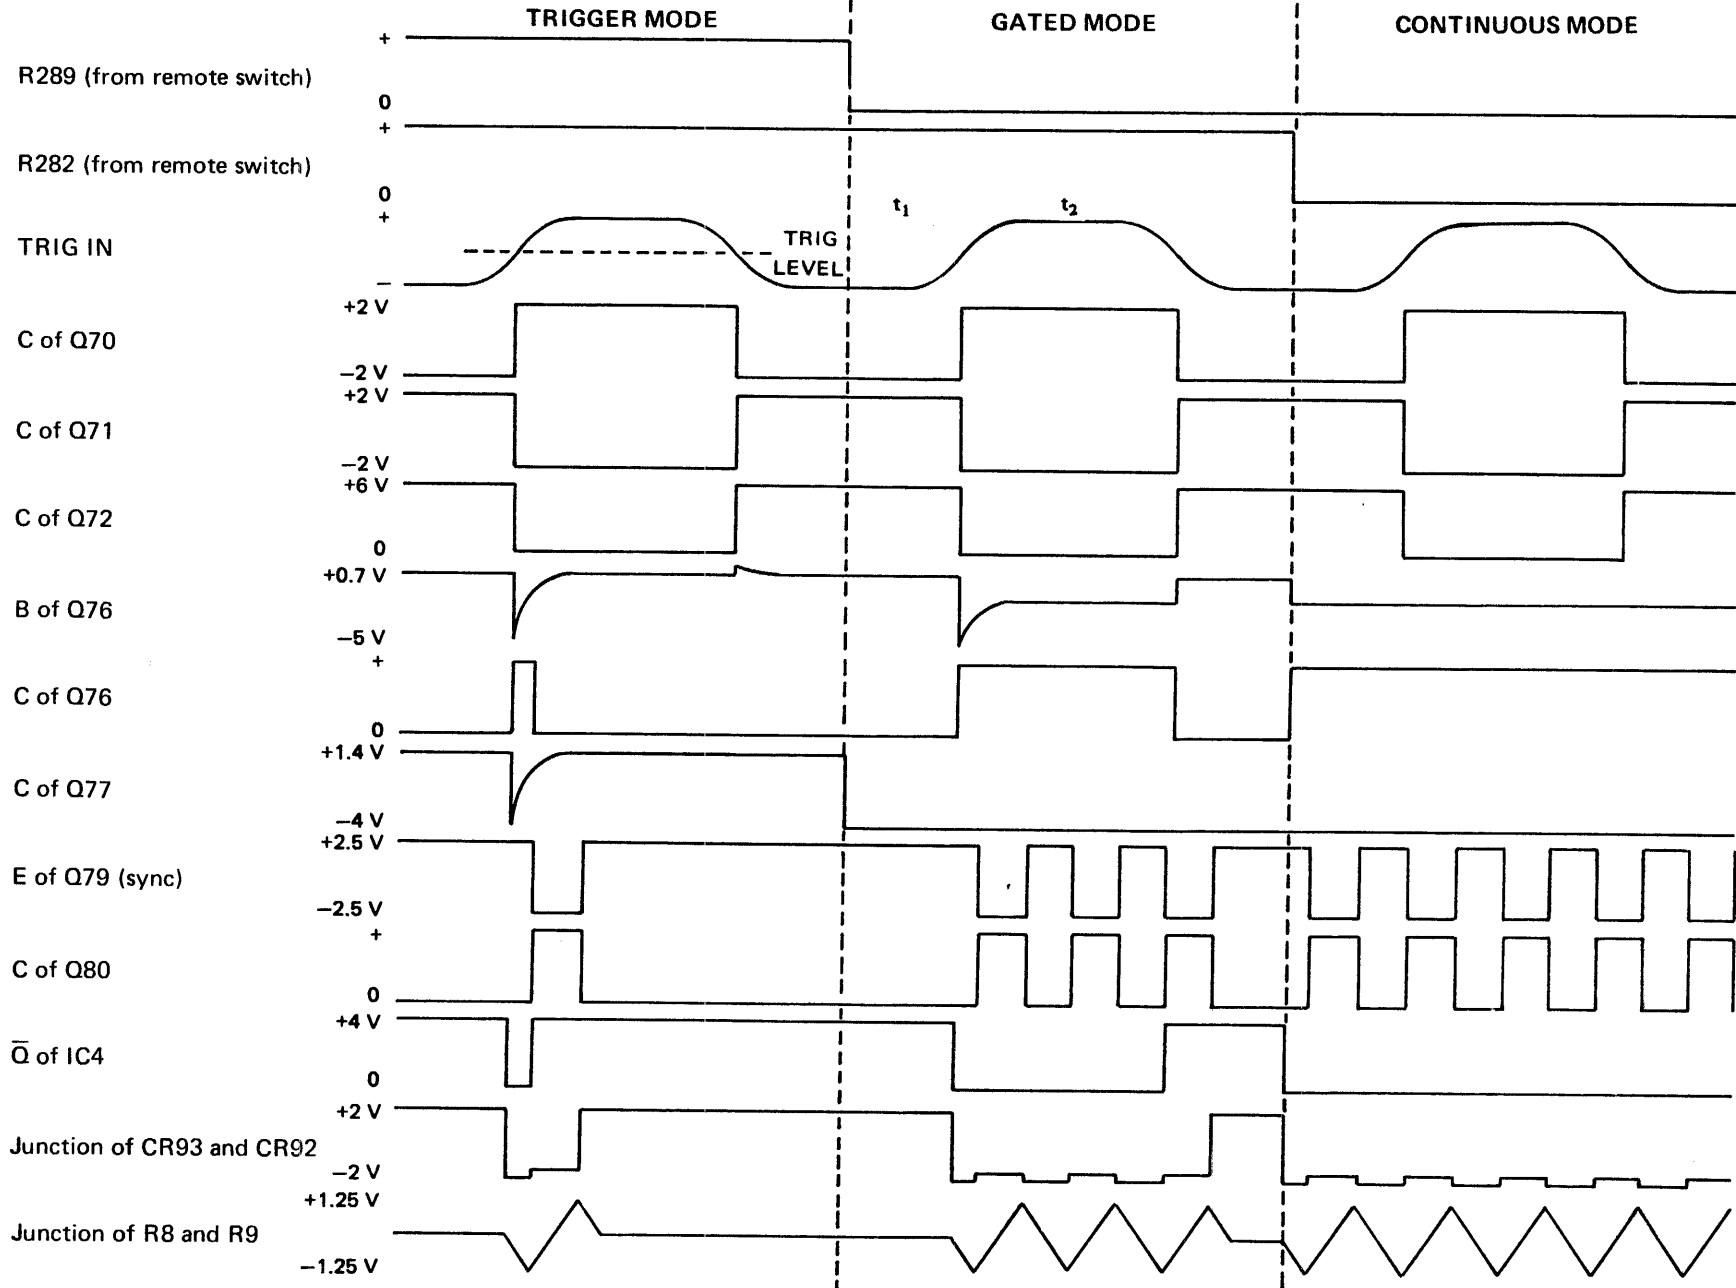 TRIGGER MODE
GATED MODE
CONTINUOUS MODE
+
R289 (from remote switch)
0
+
R282 (from remote switch)
0
+
t1
t2
TRIG IN
TRIG
LEVEL
–
+2 V
C of Q70
–2 V
+2 V
C of Q71
–2 V
+6 V
C of Q72
0
+0.7 V
B of Q76
–5 V
+
C of Q76
0
+1.4 V
C of Q77
–4 V
+2.5 V
E of Q79 (sync)
–2.5 V
+
C of Q80
0
+4 V
Q̅ of IC4
0
+2 V
Junction of CR93 and CR92
–2 V
+1.25 V
Junction of R8 and R9
–1.25 V